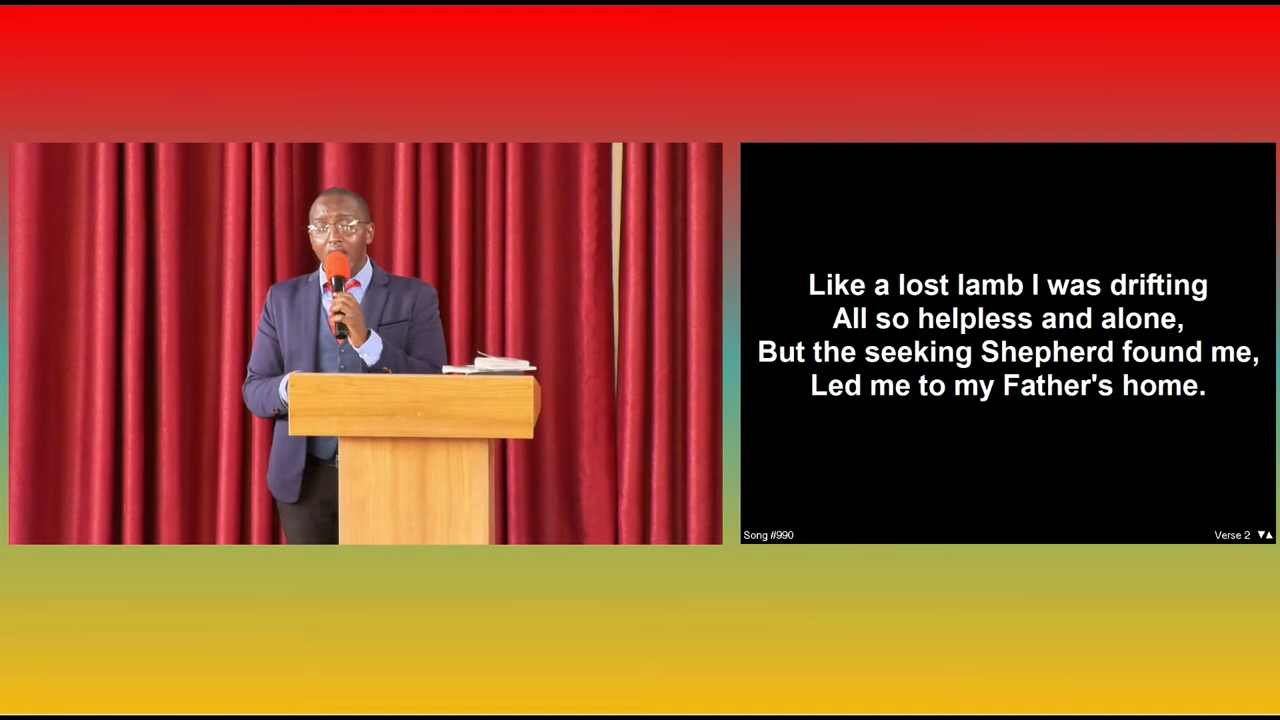 Like a lost lamb I was drifting
All so helpless and alone,
But the seeking Shepherd found me,
Led me to my Father's home.
Song #990
Verse 2 ▼▲